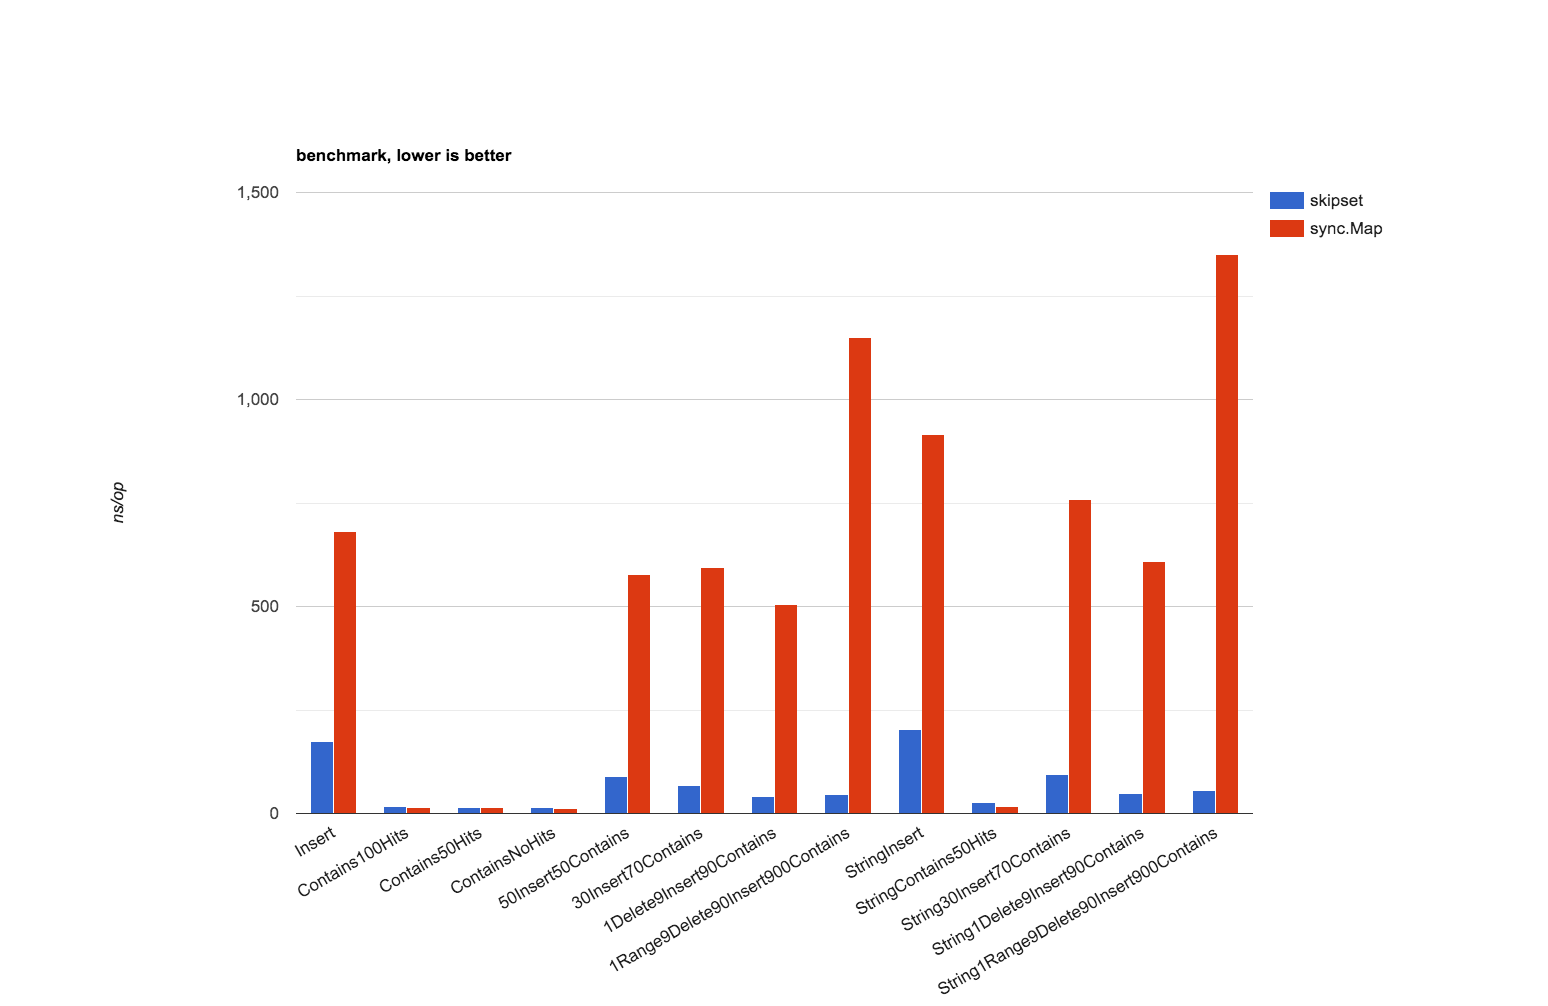 benchmark, lower is better
1,500
1,000
500
0
ns/op
skipset
sync.Map
Insert
Contains100Hits
Contains50Hits
ContainsNoHits
50Insert50Contains
30Insert70Contains
1Delete9Insert90Contains
1Range9Delete90Insert900Contains
StringInsert
StringContains50Hits
String30Insert70Contains
String1Delete9Insert90Contains
String1Range9Delete90Insert900Contains